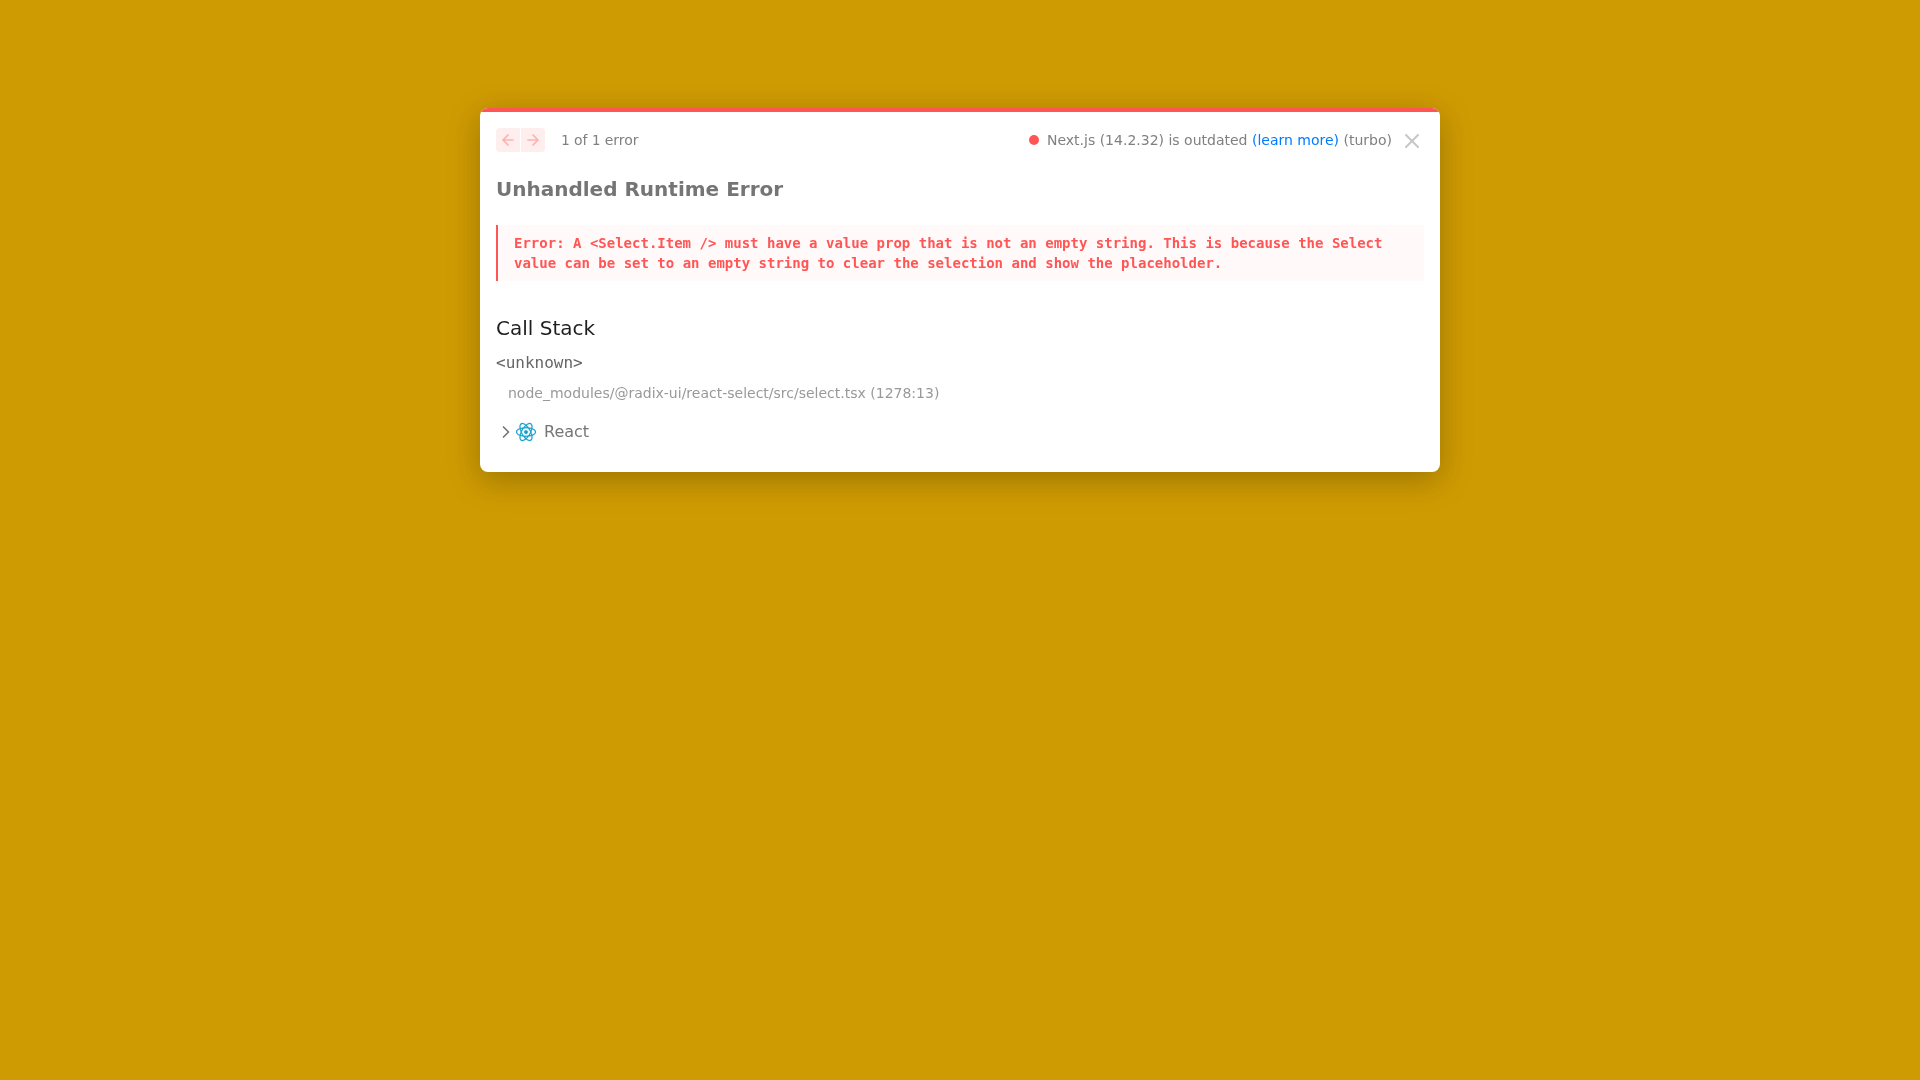 1 of 1 error
Next.js (14.2.32) is outdated (learn more) (turbo)
Unhandled Runtime Error
Error: A <Select.Item /> must have a value prop that is not an empty string. This is because the Select
value can be set to an empty string to clear the selection and show the placeholder.
Call Stack
<unknown>
node_modules/@radix-ui/react-select/src/select.tsx (1278:13)
React